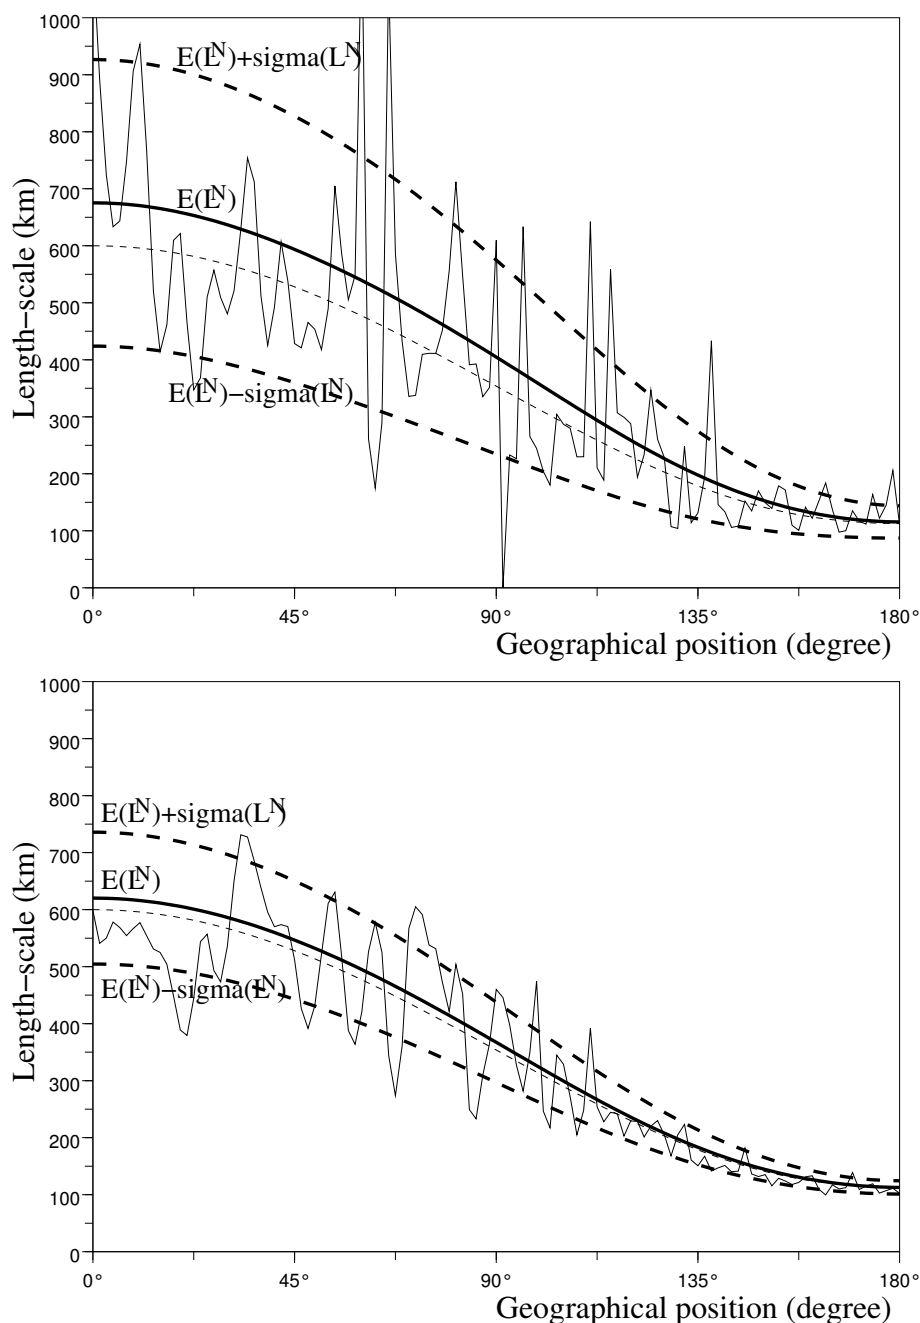 1000
E(L^N)+sigma(L^N)
900
800
700
E(L^N)
600
500
400
E(L^N)−sigma(L^N)
300
200
100
0
Length−scale (km)
0° 45° 90° 135° 180°
Geographical position (degree)
1000
900
800
E(L^N)+sigma(L^N)
700
E(L^N)
600
500
E(L^N)−sigma(L^N)
400
300
200
100
0
Length−scale (km)
0° 45° 90° 135° 180°
Geographical position (degree)